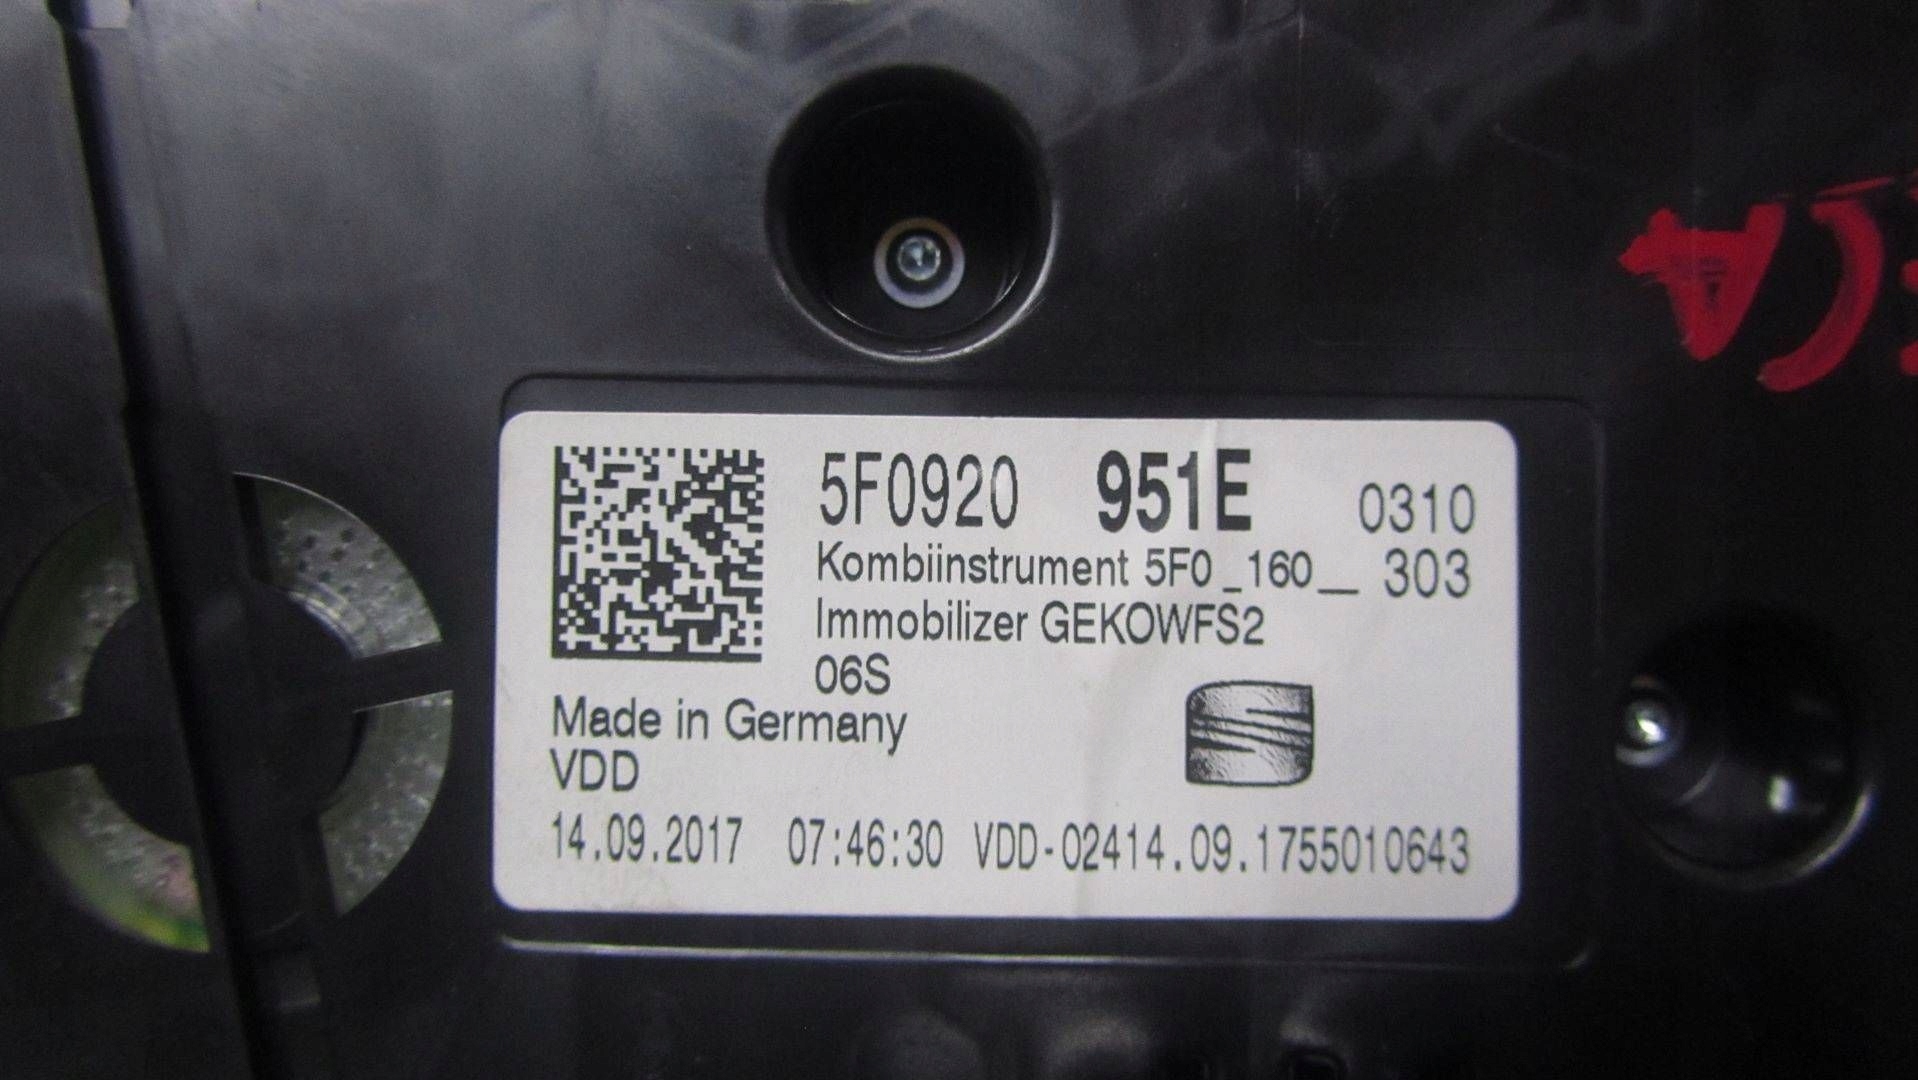 5F0920 951E 0310
Kombiinstrument 5F0_160__ 303
Immobilizer GEKOWFS2
06S
Made in Germany
VDD
14.09.2017 07:46:30 VDD-02414.09.1755010643